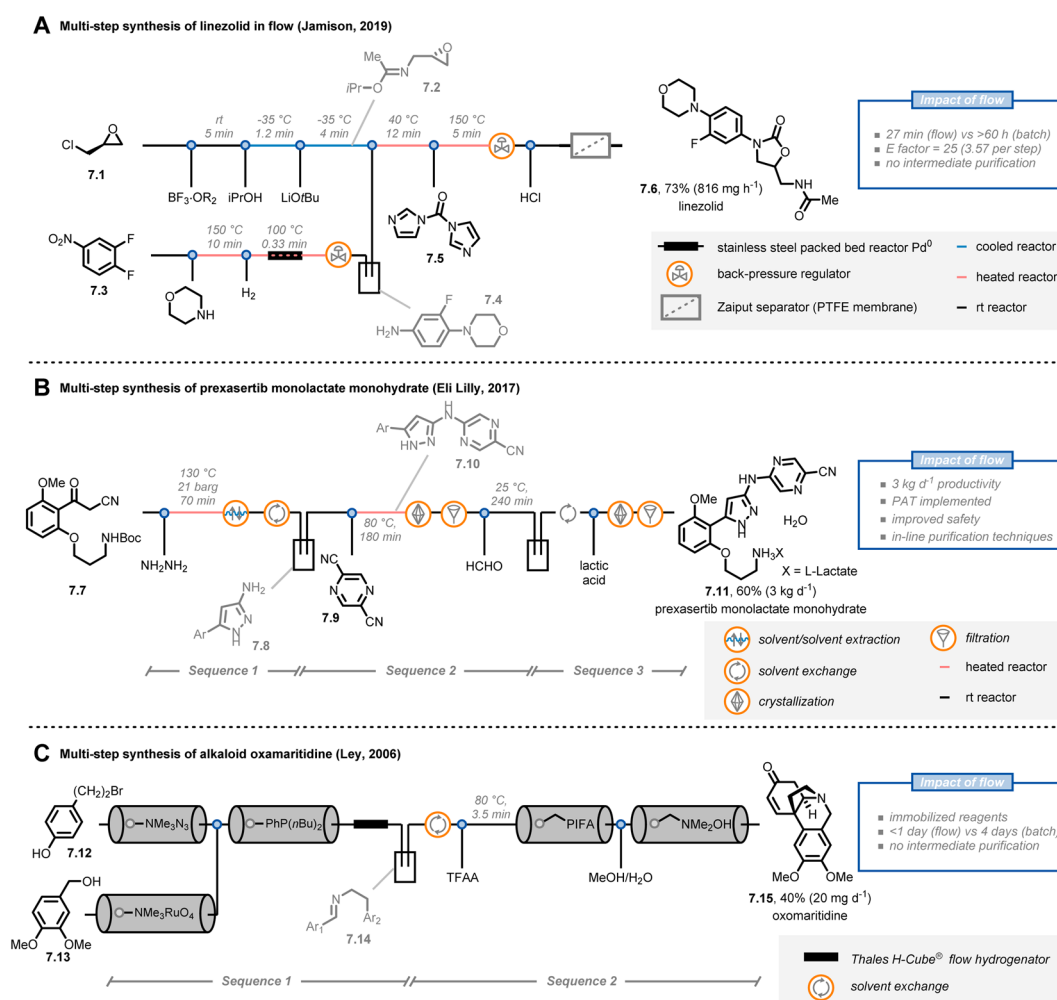 A Multi-step synthesis of linezolid in flow (Jamison, 2019)
Me
N
O
iPr
O
7.2
rt
5 min
-35 °C
1.2 min
-35 °C
4 min
40 °C
12 min
150 °C
5 min
Cl
O
7.1
BF3·OR2
iPrOH
LiOtBu
HCl
O
N
N
N
N
7.5
O2N
F
F
7.3
150 °C
10 min
100 °C
0.33 min
O
N
H
H2
F
7.4
H2N
N
O
O
N
F
N
O
O
HN
O
Me
7.6, 73% (816 mg h-1)
linezolid
Impact of flow
27 min (flow) vs >60 h (batch)
E factor = 25 (3.57 per step)
no intermediate purification
stainless steel packed bed reactor Pd0
back-pressure regulator
Zaiput separator (PTFE membrane)
cooled reactor
heated reactor
rt reactor
B Multi-step synthesis of prexasertib monolactate monohydrate (Eli Lilly, 2017)
H
N
N
Ar
N
HN
N
CN
7.10
OMe
O
CN
O
NHBoc
7.7
130 °C
21 barg
70 min
80 °C,
180 min
25 °C,
240 min
NH2NH2
NH2
Ar
N
N
H
7.8
NC
N
N
CN
7.9
HCHO
lactic
acid
N
CN
HN
N
OMe
N
N
H
H2O
O
NH3X
X = L-Lactate
7.11, 60% (3 kg d-1)
prexasertib monolactate monohydrate
Impact of flow
3 kg d-1 productivity
PAT implemented
improved safety
in-line purification techniques
Sequence 1
Sequence 2
Sequence 3
solvent/solvent extraction
solvent exchange
crystallization
filtration
heated reactor
rt reactor
C Multi-step synthesis of alkaloid oxamaritidine (Ley, 2006)
(CH2)2Br
HO
7.12
NMe3N3
PhP(nBu)2
80 °C,
3.5 min
PIFA
NMe2OH
TFAA
MeOH/H2O
OH
MeO
OMe
7.13
NMe3RuO4
N
Ar1
Ar2
7.14
O
N
H
MeO
OMe
7.15, 40% (20 mg d-1)
oxomaritidine
Impact of flow
immobilized reagents
<1 day (flow) vs 4 days (batch)
no intermediate purification
Sequence 1
Sequence 2
Thales H-Cube® flow hydrogenator
solvent exchange